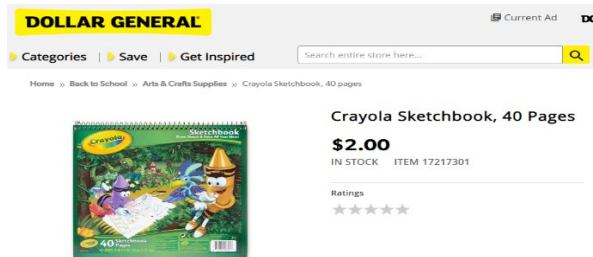 DOLLAR GENERAL
Current Ad
Categories | Save | Get Inspired
Search entire store here...
Home » Back to School » Arts & Crafts Supplies » Crayola Sketchbook, 40 pages
Crayola Sketchbook, 40 Pages
$2.00
IN STOCK ITEM 17217301
Ratings
Sketchbook
Crayola
40 Sketchbook
Pages